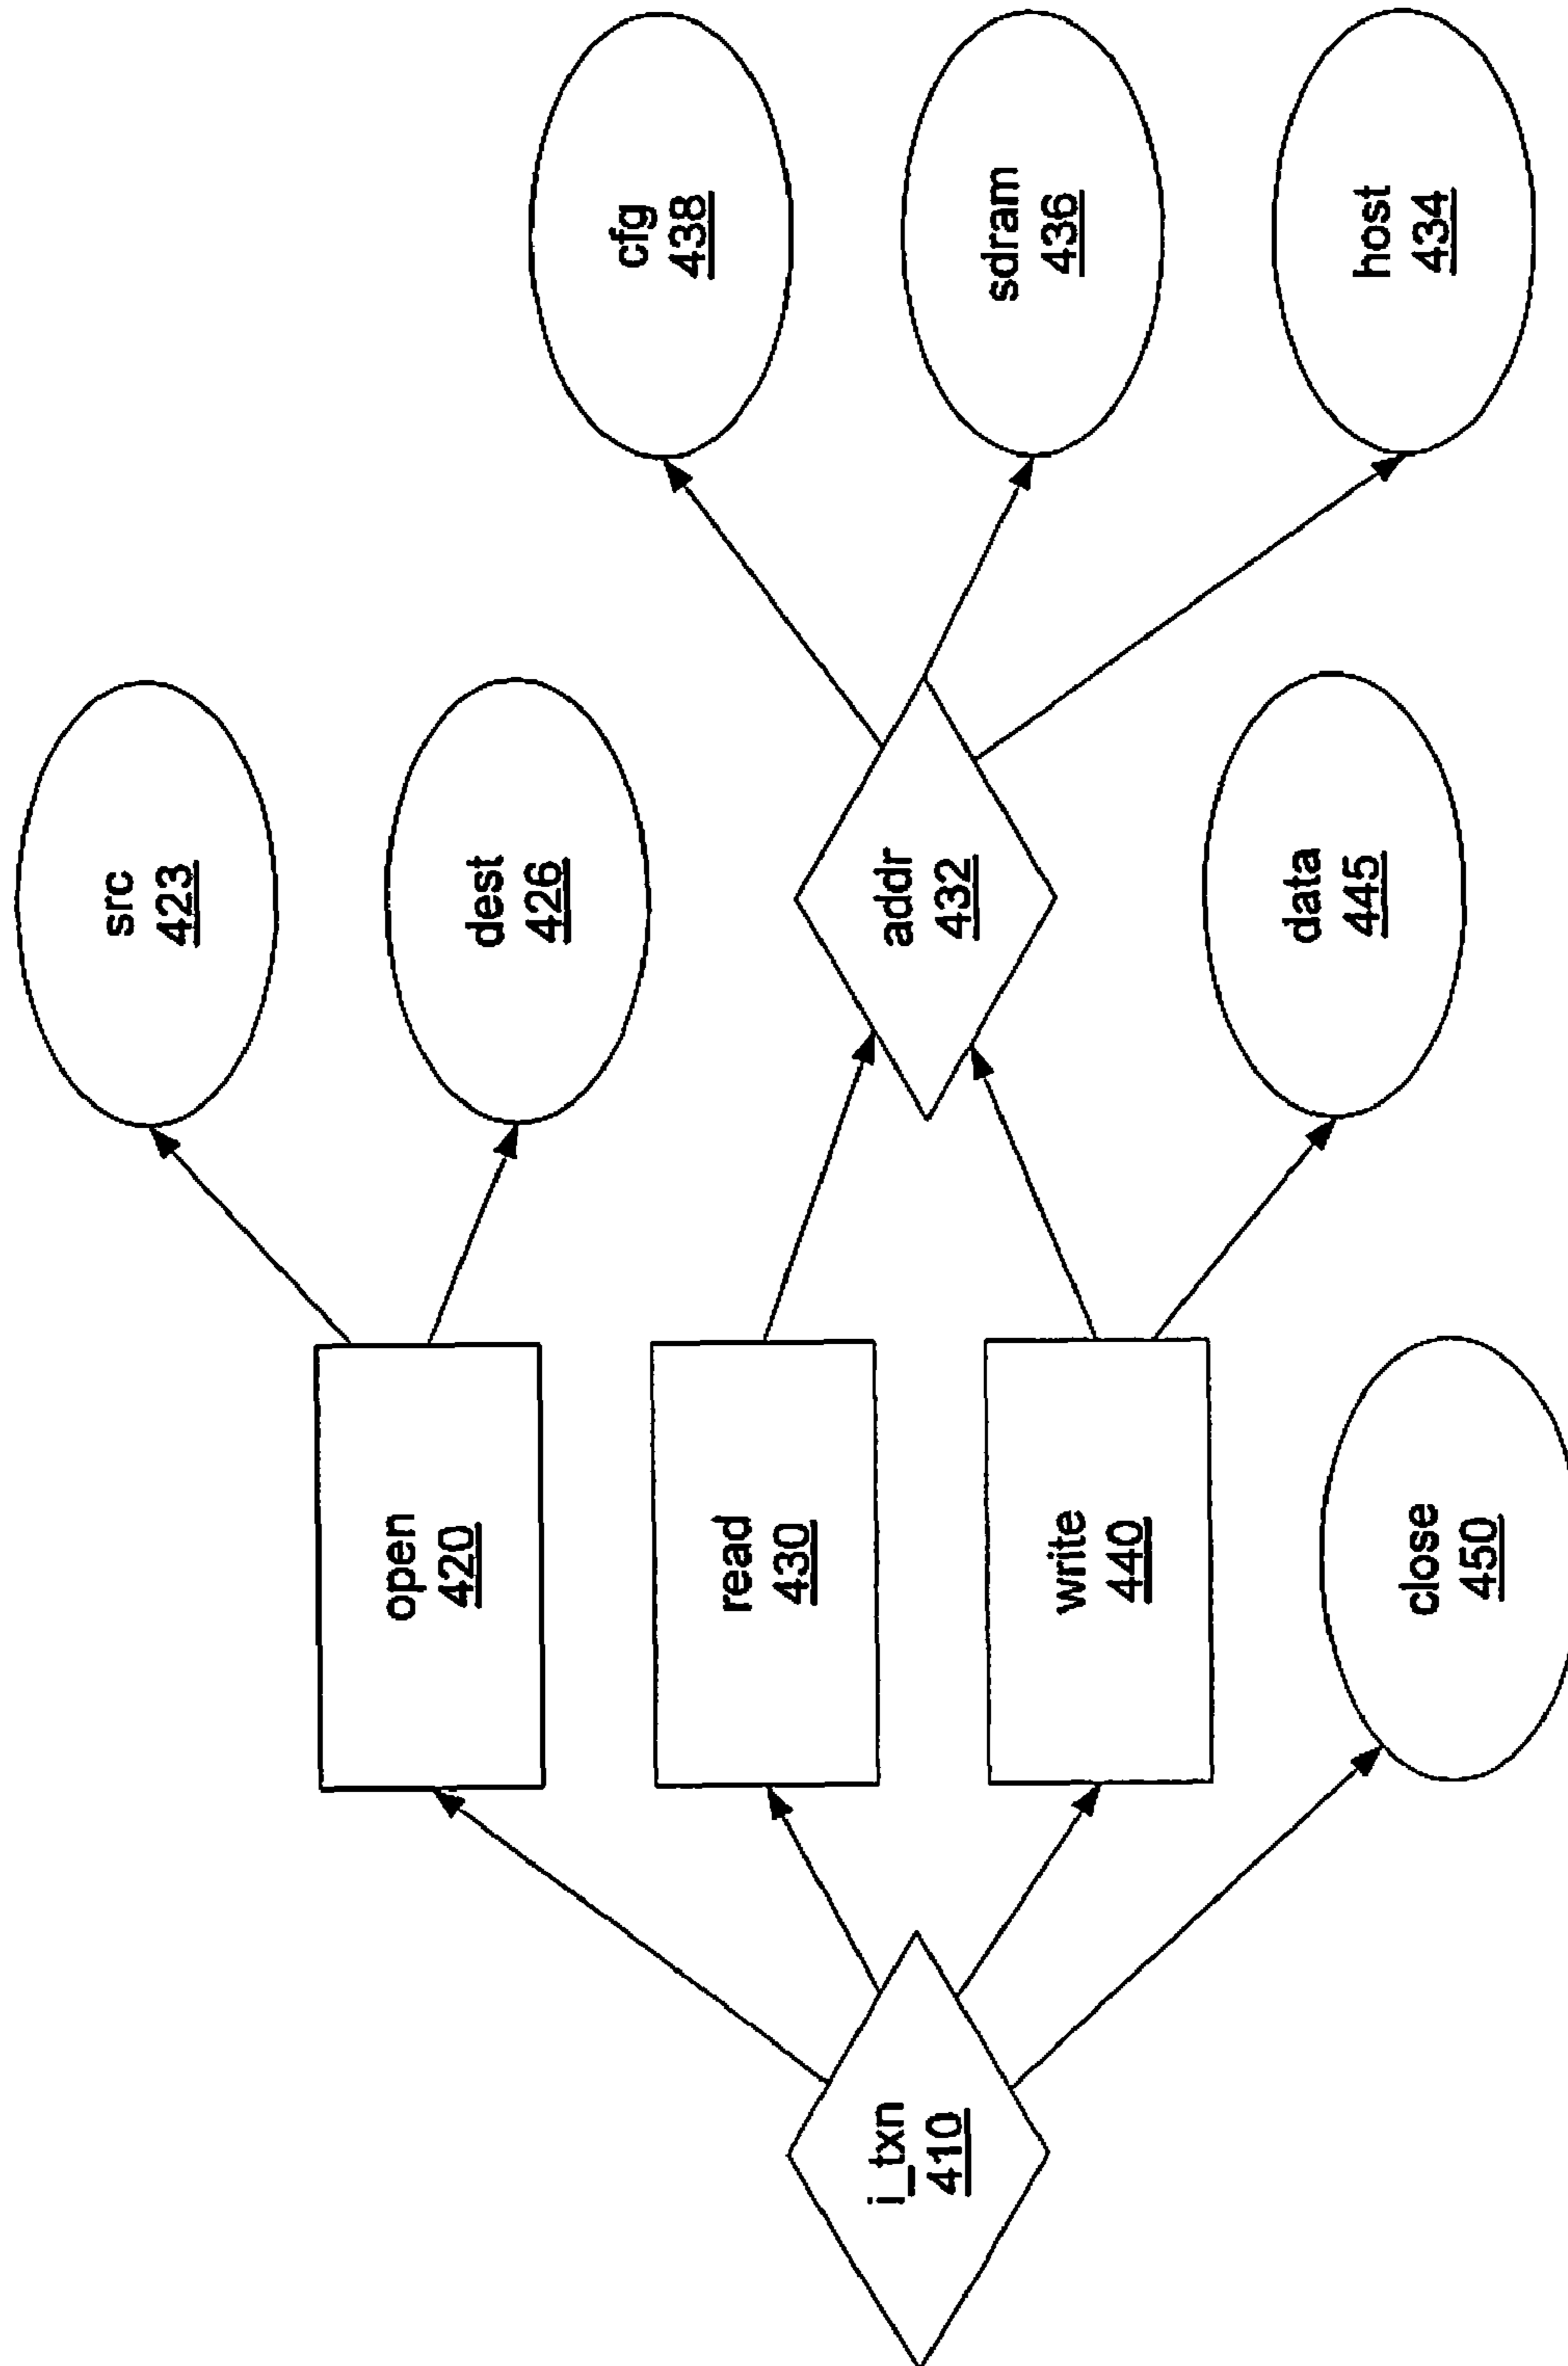 i_txn
410
open
420
read
430
write
440
close
450
src
423
dest
426
addr
432
data
445
cfg
438
sdram
436
host
434